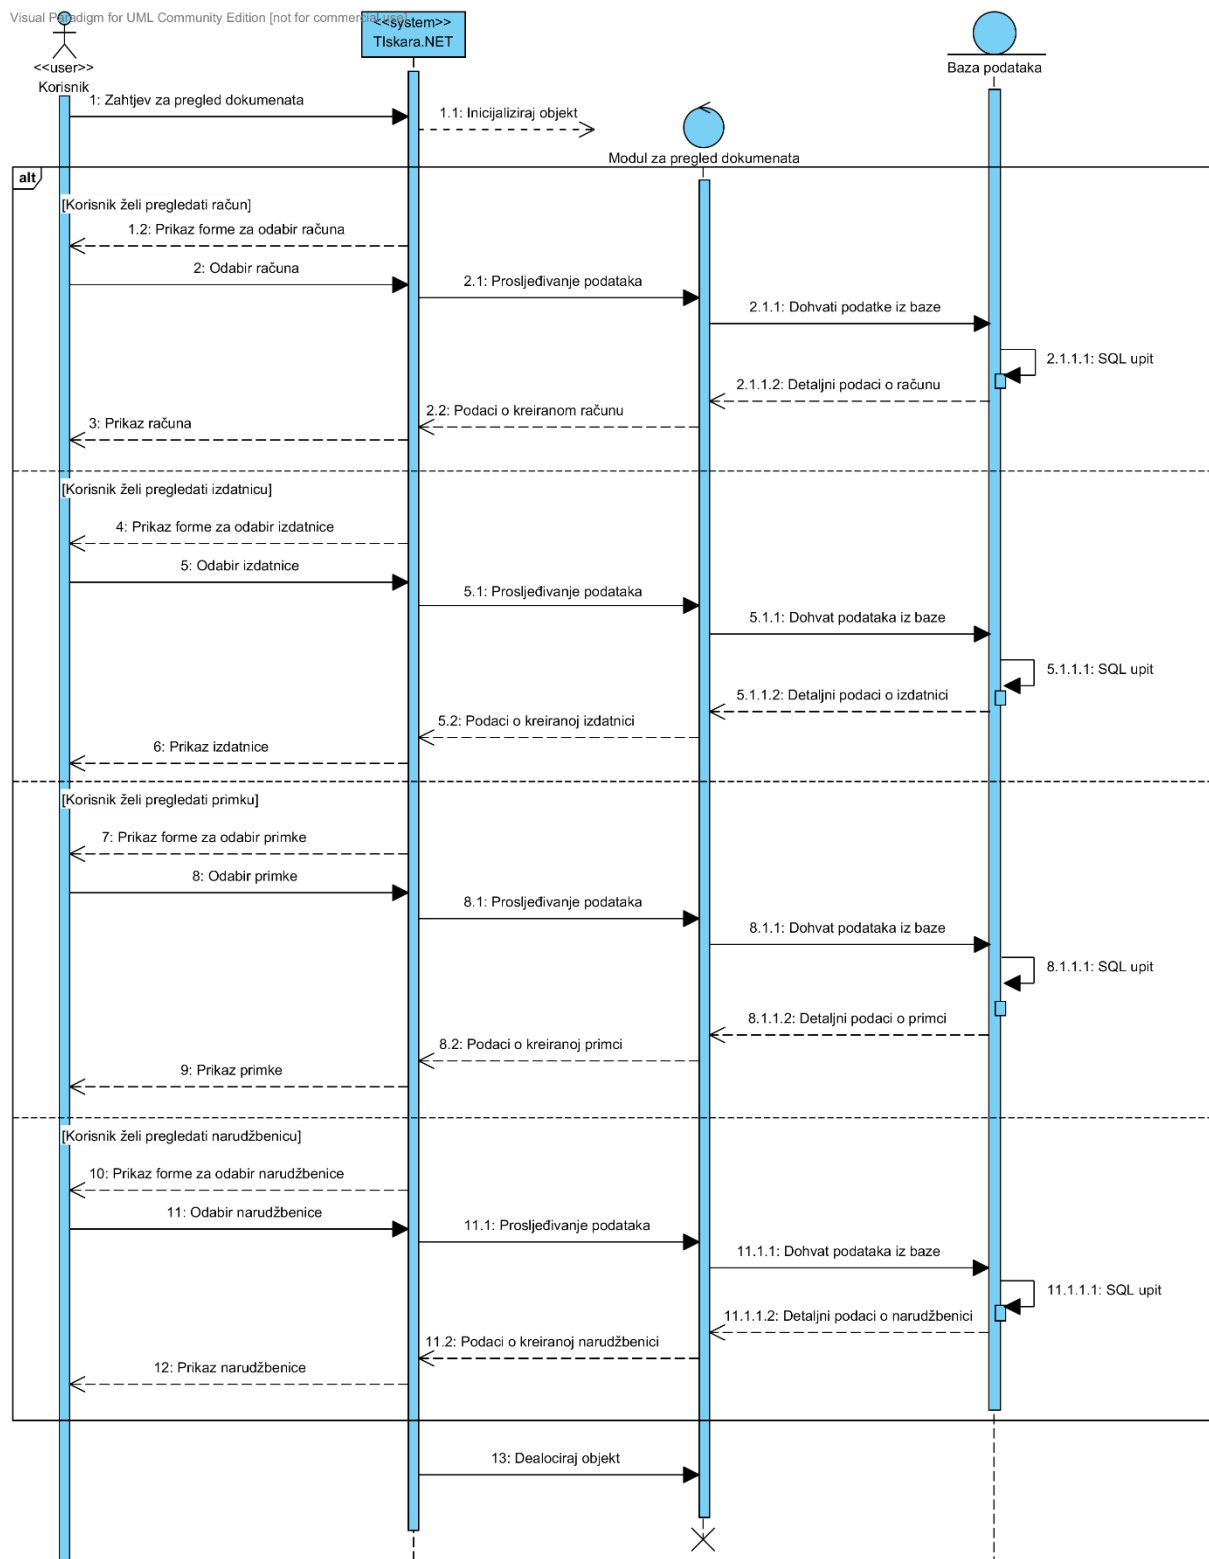 Visual Paradigm for UML Community Edition [not for commercial use]
<<system>>
TIskara.NET
<<user>>
Korisnik
Baza podataka
1: Zahtjev za pregled dokumenata
1.1: Inicijaliziraj objekt
Modul za pregled dokumenata
alt
[Korisnik želi pregledati račun]
1.2: Prikaz forme za odabir računa
2: Odabir računa
2.1: Prosljeđivanje podataka
2.1.1: Dohvati podatke iz baze
2.1.1.1: SQL upit
2.1.1.2: Detaljni podaci o računu
2.2: Podaci o kreiranom računu
3: Prikaz računa
[Korisnik želi pregledati izdatnicu]
4: Prikaz forme za odabir izdatnice
5: Odabir izdatnice
5.1: Prosljeđivanje podataka
5.1.1: Dohvat podataka iz baze
5.1.1.1: SQL upit
5.1.1.2: Detaljni podaci o izdatnici
5.2: Podaci o kreiranoj izdatnici
6: Prikaz izdatnice
[Korisnik želi pregledati primku]
7: Prikaz forme za odabir primke
8: Odabir primke
8.1: Prosljeđivanje podataka
8.1.1: Dohvat podataka iz baze
8.1.1.1: SQL upit
8.1.1.2: Detaljni podaci o primci
8.2: Podaci o kreiranoj primci
9: Prikaz primke
[Korisnik želi pregledati narudžbenicu]
10: Prikaz forme za odabir narudžbenice
11: Odabir narudžbenice
11.1: Prosljeđivanje podataka
11.1.1: Dohvat podataka iz baze
11.1.1.1: SQL upit
11.1.1.2: Detaljni podaci o narudžbenici
11.2: Podaci o kreiranoj narudžbenici
12: Prikaz narudžbenice
13: Dealociraj objekt